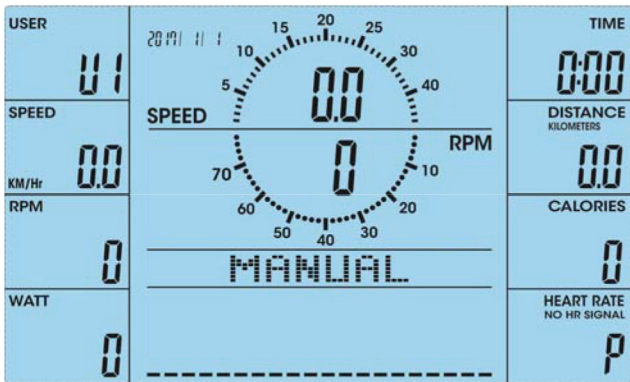 USER
U1
SPEED
KM/Hr 0.0
RPM
0
WATT
0
2017/ 1/ 1
5 10 15 20 25 30 40
SPEED 0.0
0 RPM
70 60 50 40 30 20 10
MANUAL
TIME
0:00
DISTANCE
KILOMETERS
0.0
CALORIES
0
HEART RATE
NO HR SIGNAL
P